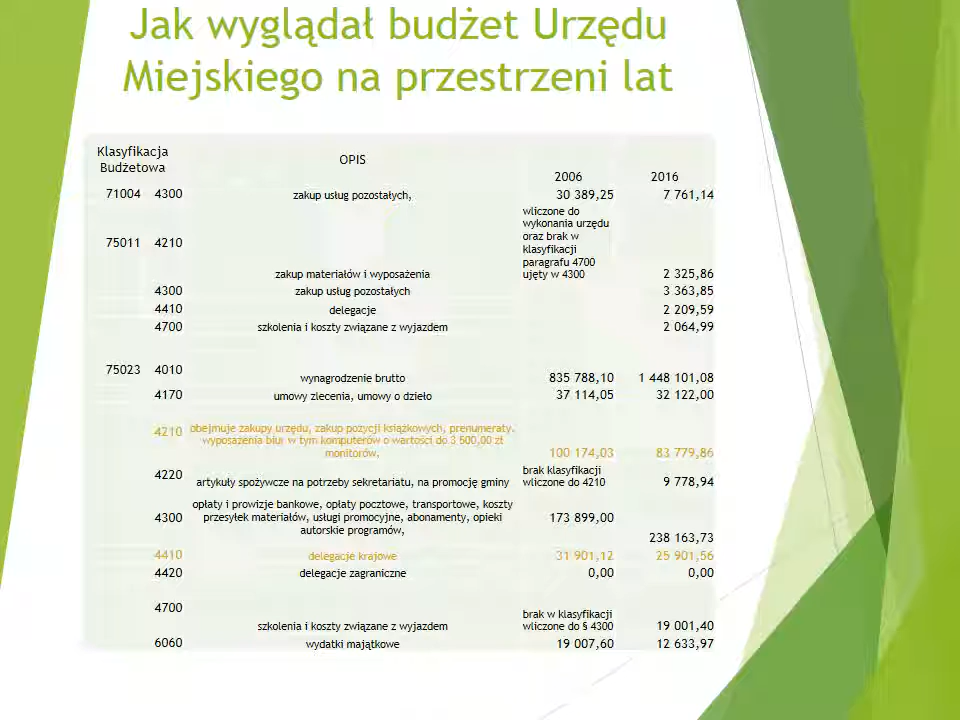 Jak wyglądał budżet Urzędu
Miejskiego na przestrzeni lat
Klasyfikacja
Budżetowa
OPIS
2006 2016
71004 4300 zakup usług pozostałych, 30 389,25 7 761,14
75011 4210 zakup materiałów i wyposażenia
wliczone do
wykonania urzędu
oraz brak w
klasyfikacji
paragrafu 4700
ujęty w 4300
2 325,86
4300 zakup usług pozostałych 3 363,85
4410 delegacje 2 209,59
4700 szkolenia i koszty związane z wyjazdem 2 064,99
75023 4010 wynagrodzenie brutto 835 788,10 1 448 101,08
4170 umowy zlecenia, umowy o dzieło 37 114,05 32 122,00
4210 obejmuje zakupy urzędu, zakup pozycji książkowych, prenumeraty,
wyposażenia biur w tym komputerów o wartości do 3 500,00 zł
monitorów, 100 174,03 83 779,86
4220 artykuły spożywcze na potrzeby sekretariatu, na promocję gminy
brak klasyfikacji
wliczone do 4210
9 778,94
opłaty i prowizje bankowe, opłaty pocztowe, transportowe, koszty
4300 przesyłek materiałów, usługi promocyjne, abonamenty, opieki 173 899,00
autorskie programów,
238 163,73
4410 delegacje krajowe 31 901,12 25 901,56
4420 delegacje zagraniczne 0,00 0,00
4700 szkolenia i koszty związane z wyjazdem
brak w klasyfikacji
wliczone do § 4300
19 001,40
6060 wydatki majątkowe 19 007,60 12 633,97